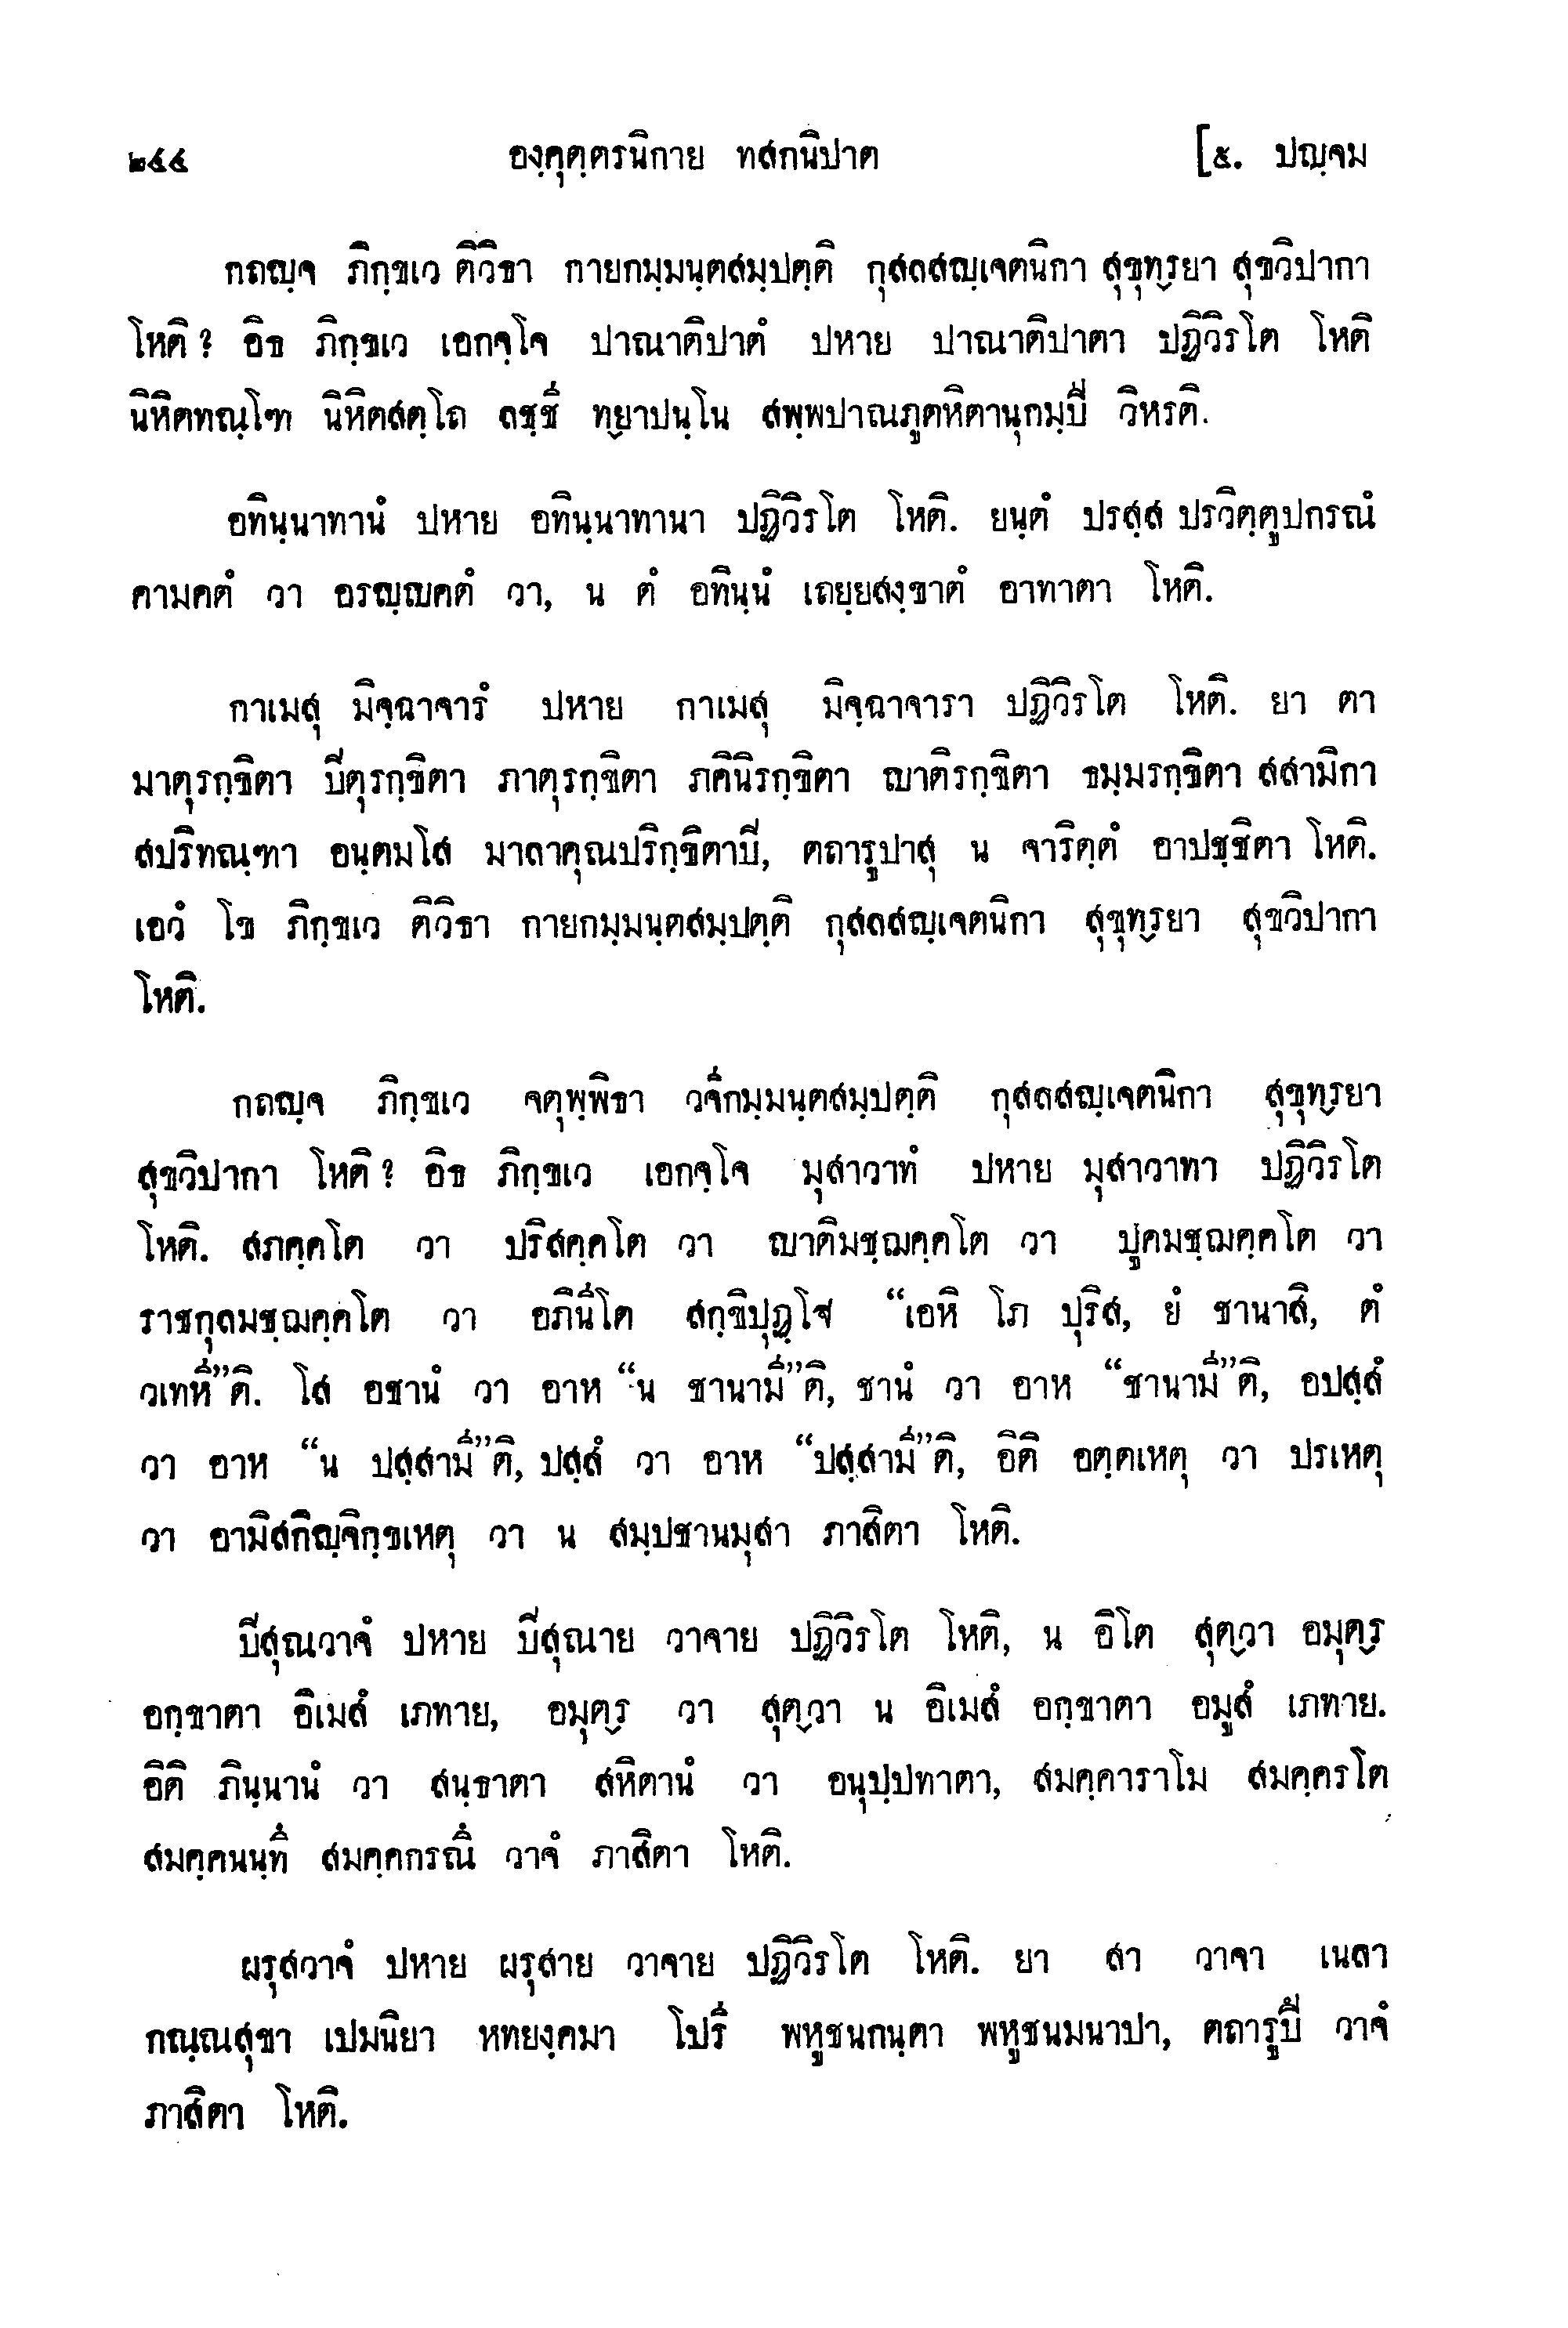 ๒๔๔ องฺคุตฺตรนิกาย ทสกนิปาต [๕. ปญฺจม
กถญฺจ ภิกฺขเว ติวิธา กายกมฺมนฺตสมฺปตฺติ กุสลสญฺเจตนิกา สุขุทฺรยา สุขวิปากา
โหติ? อิธ ภิกฺขเว เอกจฺโจ ปาณาติปาตํ ปหาย ปาณาติปาตา ปฏิวิรโต โหติ
นิหิตทณฺโฑ นิหิตสตฺโถ ลชฺชี ทยาปนฺโน สพฺพปาณภูตหิตานุกมฺปี วิหรติ.
อทินฺนาทานํ ปหาย อทินฺนาทานา ปฏิวิรโต โหติ. ยนฺตํ ปรสฺส ปรวิตฺตูปกรณํ
คามคตํ วา อรญฺญคตํ วา, น ตํ อทินฺนํ เถยฺยสงฺขาตํ อาทาตา โหติ.
กาเมสุ มิจฺฉาจารํ ปหาย กาเมสุ มิจฺฉาจารา ปฏิวิรโต โหติ. ยา ตา
มาตุรกฺขิตา ปีตุรกฺขิตา ภาตุรกฺขิตา ภคินิรกฺขิตา ญาติรกฺขิตา ธมฺมรกฺขิตา สสามิกา
สปริทณฺฑา อนฺตมโส มาลาคุณปริกฺขิตาปี, ตถารูปาสุ น จาริตฺตํ อาปชฺชิตา โหติ.
เอวํ โข ภิกฺขเว ติวิธา กายกมฺมนฺตสมฺปตฺติ กุสลสญฺเจตนิกา สุขุทฺรยา สุขวิปากา
โหติ.
กถญฺจ ภิกฺขเว จตุพฺพิธา วจีกมฺมนฺตสมฺปตฺติ กุสลสญฺเจตนิกา สุขุทฺรยา
สุขวิปากา โหติ? อิธ ภิกฺขเว เอกจฺโจ มุสาวาทํ ปหาย มุสาวาทา ปฏิวิรโต
โหติ. สภคฺคโต วา ปริสคฺคโต วา ญาติมชฺฌคฺคโต วา ปูคมชฺฌคฺคโต วา
ราชกุลมชฺฌคฺคโต วา อภินีโต สกฺขิปุฏฺโฐ “เอหิ โภ ปุริส, ยํ ชานาสิ, ตํ
วเทหี”ติ. โส อชานํ วา อาห “น ชานามี”ติ, ชานํ วา อาห “ชานามี”ติ, อปสฺสํ
วา อาห “น ปสฺสามี”ติ, ปสฺสํ วา อาห “ปสฺสามี”ติ, อิติ อตฺตเหตุ วา ปรเหตุ
วา อามิสกิญฺจิกฺขเหตุ วา น สมฺปชานมุสา ภาสิตา โหติ.
ปีสุณวาจํ ปหาย ปีสุณาย วาจาย ปฏิวิรโต โหติ, น อิโต สุตฺวา อมุตฺร
อกฺขาตา อิเมสํ เภทาย, อมุตฺร วา สุตฺวา น อิเมสํ อกฺขาตา อมูสํ เภทาย.
อิติ ภินฺนานํ วา สนฺธาตา สหิตานํ วา อนุปฺปทาตา, สมคฺคาราโม สมคฺครโต
สมคฺคนนฺทึ สมคฺคกรณึ วาจํ ภาสิตา โหติ.
ผรุสวาจํ ปหาย ผรุสาย วาจาย ปฏิวิรโต โหติ. ยา สา วาจา เนลา
กณฺณสุขา เปมนิยา หทยงฺคมา โปรี พหูชนกนฺตา พหูชนมนาปา, ตถารูปึ วาจํ
ภาสิตา โหติ.